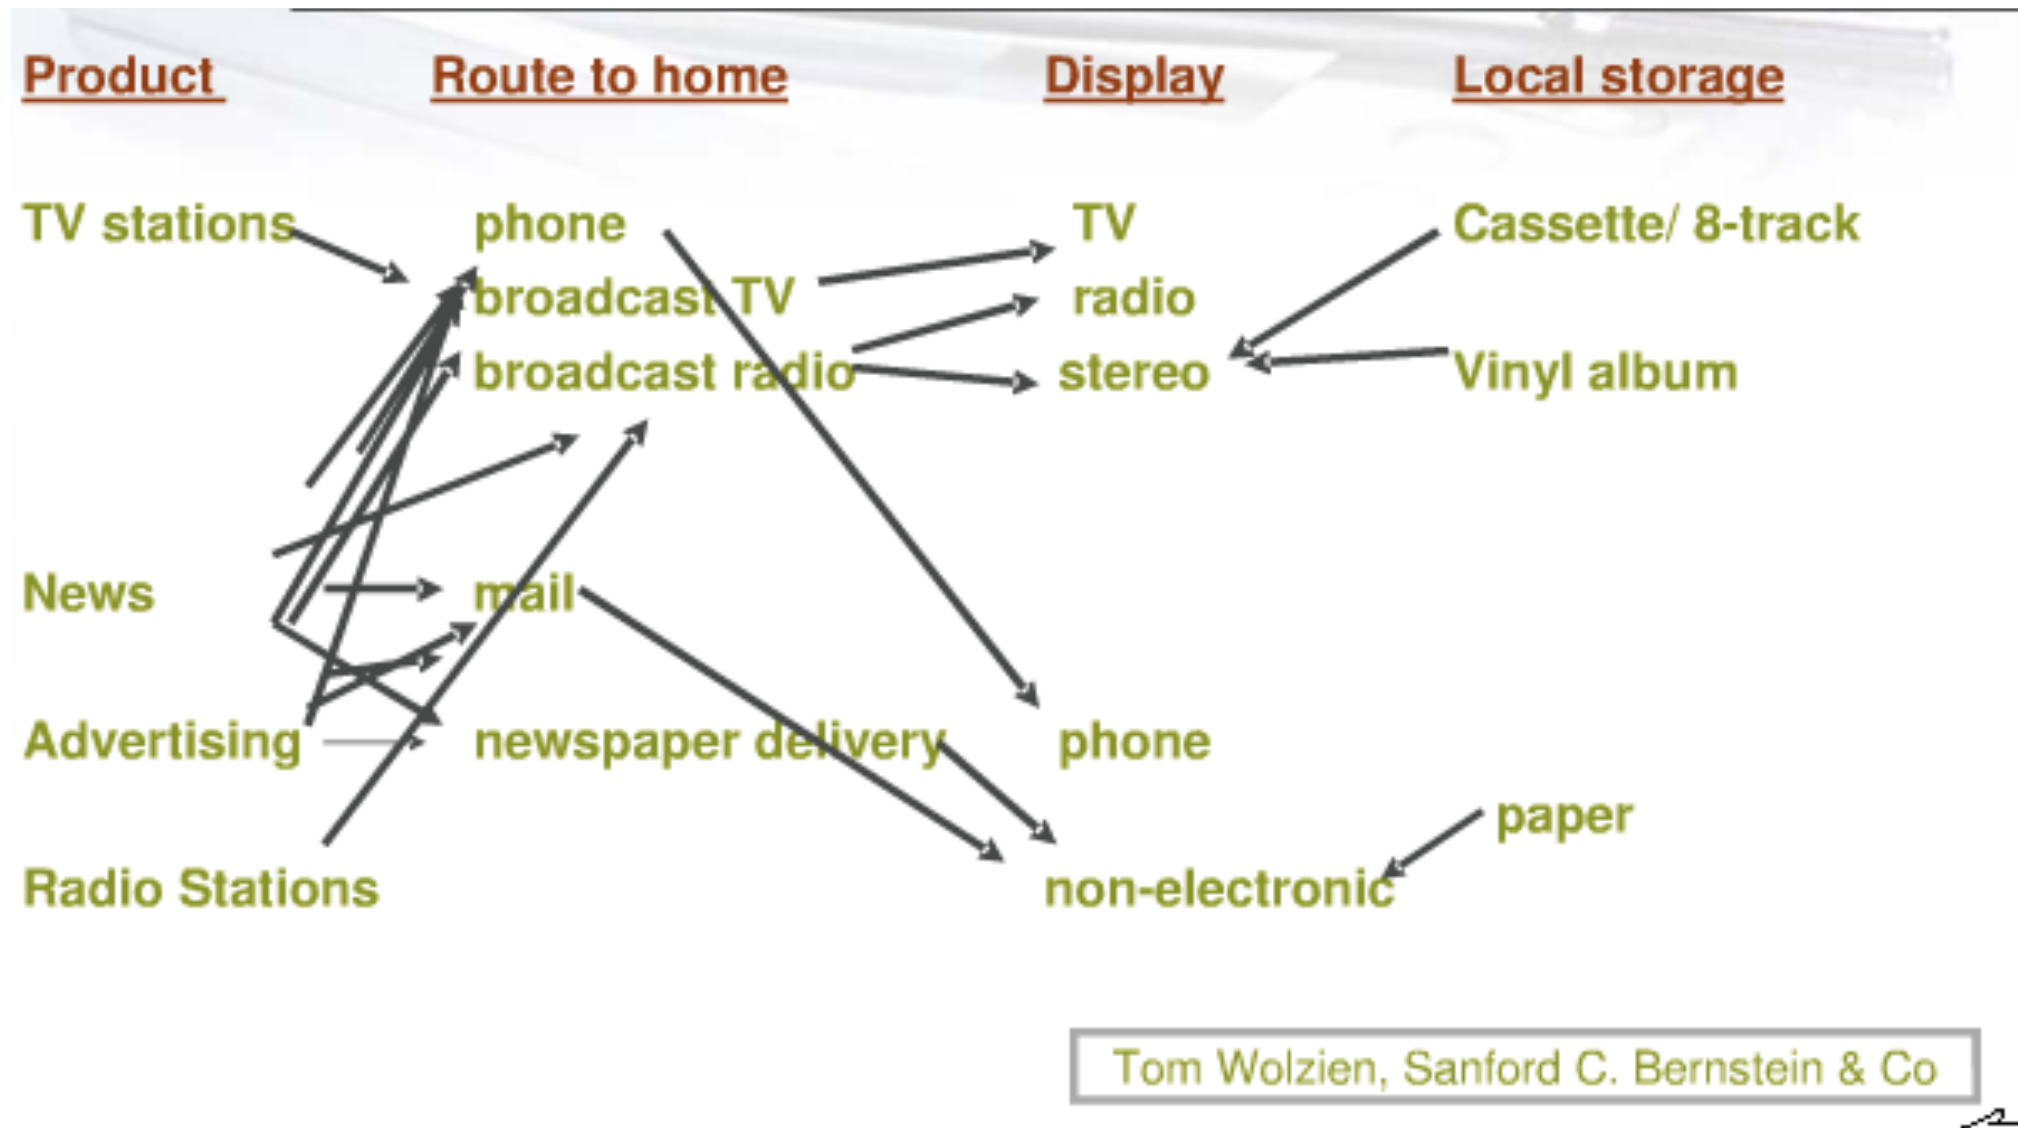 Product Route to home Display Local storage
TV stations phone TV Cassette/ 8-track
broadcast TV radio
broadcast radio stereo Vinyl album
News mail
Advertising newspaper delivery phone
paper
Radio Stations non-electronic
Tom Wolzien, Sanford C. Bernstein & Co